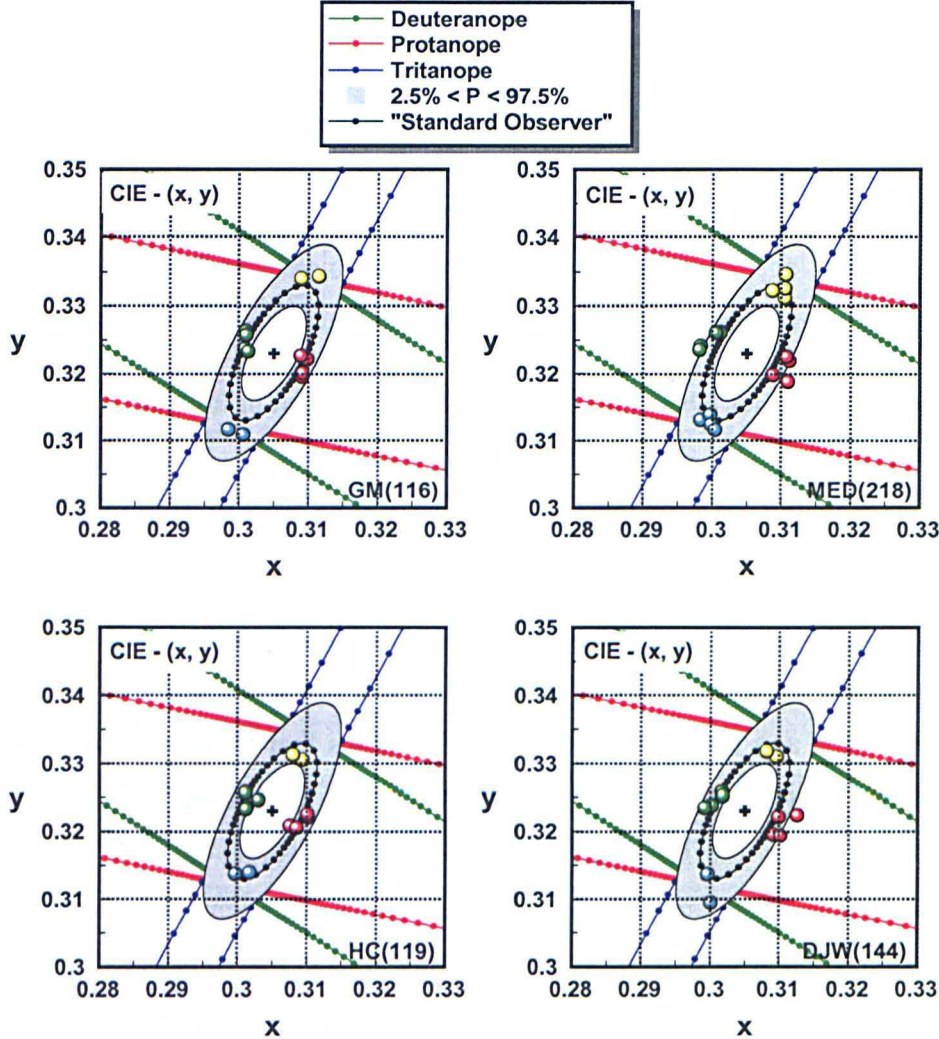 Deuteranope
Protanope
Tritanope
2.5% < P < 97.5%
"Standard Observer"
0.35
0.34
0.33
0.32
0.31
0.3
y
CIE - (x, y)
GM(116)
0.28 0.29 0.3 0.31 0.32 0.33
x
0.35
0.34
0.33
0.32
0.31
0.3
y
CIE - (x, y)
MED(218)
0.28 0.29 0.3 0.31 0.32 0.33
x
0.35
0.34
0.33
0.32
0.31
0.3
y
CIE - (x, y)
HC(119)
0.28 0.29 0.3 0.31 0.32 0.33
x
0.35
0.34
0.33
0.32
0.31
0.3
y
CIE - (x, y)
DJW(144)
0.28 0.29 0.3 0.31 0.32 0.33
x